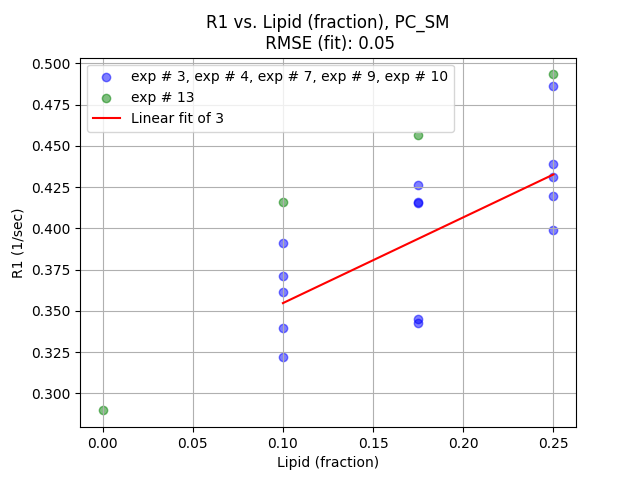 R1 vs. Lipid (fraction), PC_SM
RMSE (fit): 0.05
exp # 3, exp # 4, exp # 7, exp # 9, exp # 10
exp # 13
Linear fit of 3
R1 (1/sec)
0.500
0.475
0.450
0.425
0.400
0.375
0.350
0.325
0.300
0.00 0.05 0.10 0.15 0.20 0.25
Lipid (fraction)